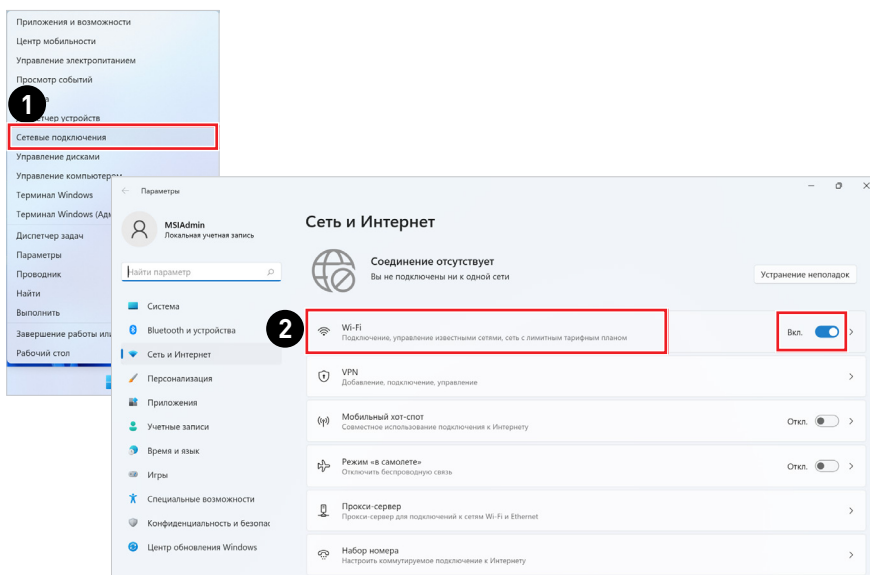 Приложения и возможности
Центр мобильности
Управление электропитанием
Просмотр событий
1
Сетевые подключения
Управление дисками
Управление компьютером
Терминал Windows
Терминал Windows (Адм
Диспетчер задач
Параметры
Проводник
Найти
Выполнить
Завершение работы или
Рабочий стол
Параметры
MSIAdmin
Локальная учетная запись
Найти параметр
Система
Bluetooth и устройства
Сеть и Интернет
Персонализация
Приложения
Учетные записи
Время и язык
Игры
Специальные возможности
Конфиденциальность и безопас
Центр обновления Windows
Сеть и Интернет
Соединение отсутствует
Вы не подключены ни к одной сети
Устранение неполадок
2
Wi-Fi
Подключение, управление известными сетями, сеть с лимитным тарифным планом
Вкл.
VPN
Добавление, подключение, управление
Мобильный хот-спот
Совместное использование подключения к Интернету
Откл.
Режим «в самолете»
Отключить беспроводную связь
Откл.
Прокси-сервер
Прокси-сервер для подключений к сетям Wi-Fi и Ethernet
Набор номера
Настроить коммутируемое подключение к Интернету